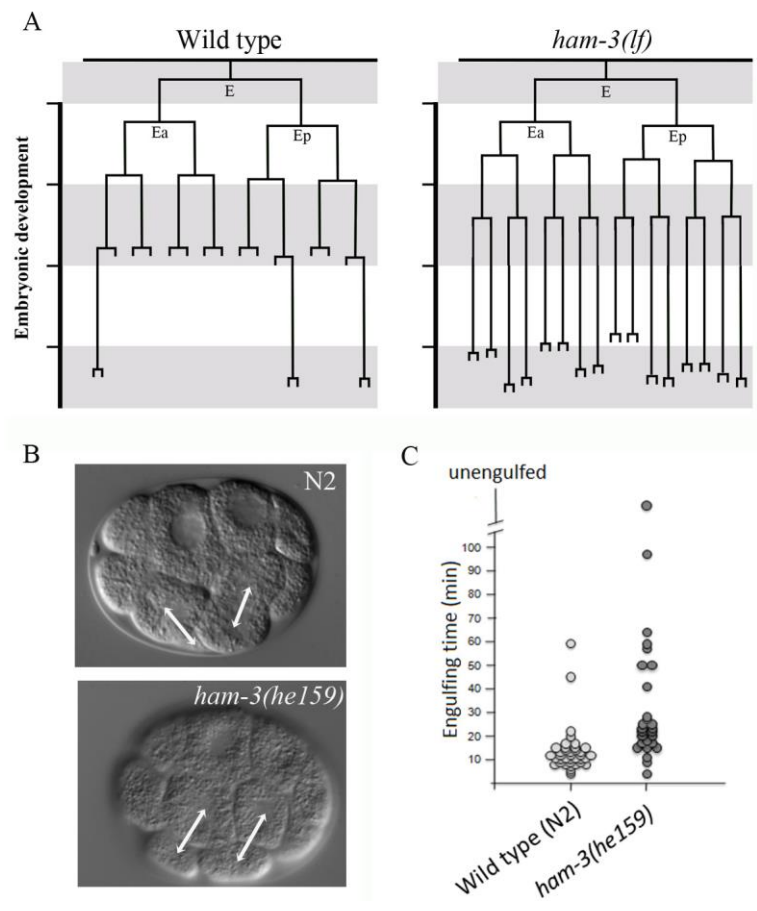 A
Wild type
ham-3(lf)
E
E
Ea
Ep
Ea
Ep
Embryonic development
B
N2
ham-3(he159)
C
unengulfed
100
90
80
70
60
50
40
30
20
10
Engulfing time (min)
Wild type (N2)
ham-3(he159)